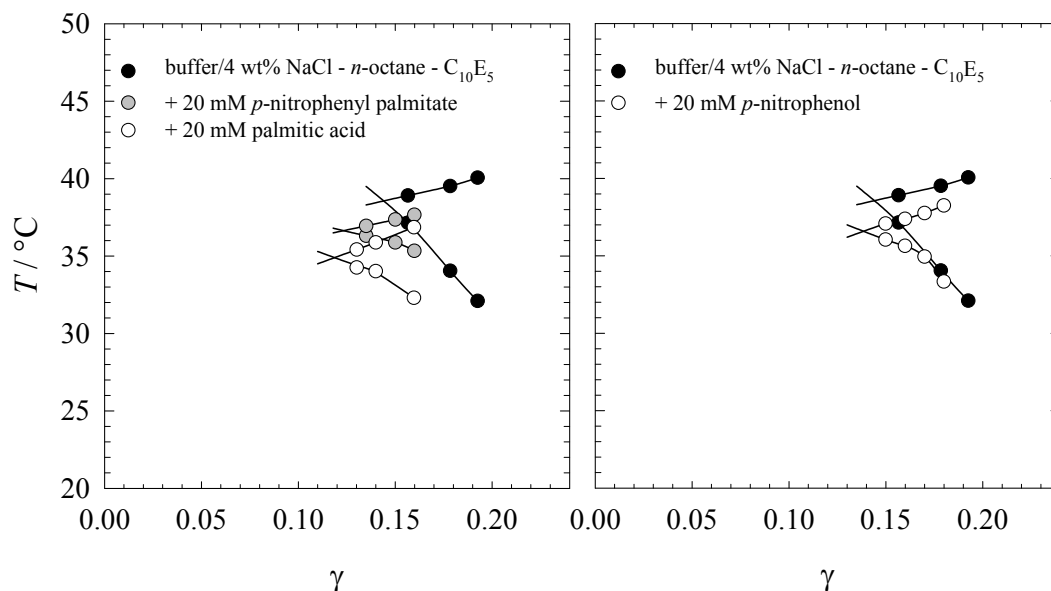 50
45
40
35
30
25
20
T / °C
buffer/4 wt% NaCl - n-octane - C10E5
+ 20 mM p-nitrophenyl palmitate
+ 20 mM palmitic acid
0.00 0.05 0.10 0.15 0.20
γ
buffer/4 wt% NaCl - n-octane - C10E5
+ 20 mM p-nitrophenol
0.00 0.05 0.10 0.15 0.20
γ